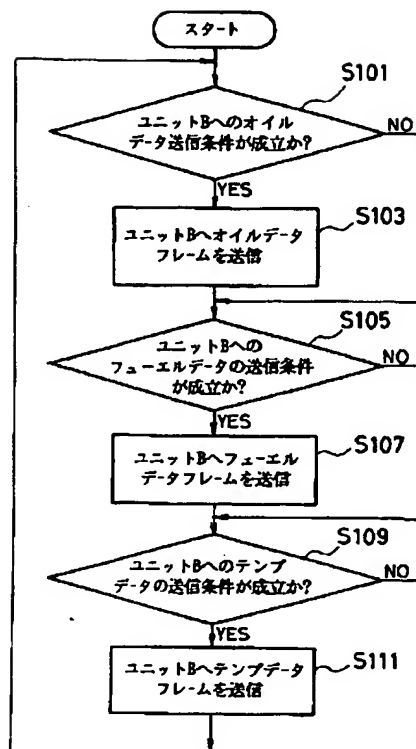 スタート
S101
ユニットBへのオイル
データ送信条件が成立か?
NO
YES
S103
ユニットBへオイルデータ
フレームを送信
S105
ユニットBへの
フューエルデータの送信条件
が成立か?
NO
YES
S107
ユニットBへフューエル
データフレームを送信
S109
ユニットBへのテンプ
データの送信条件が成立か?
NO
YES
S111
ユニットBへテンプデータ
フレームを送信